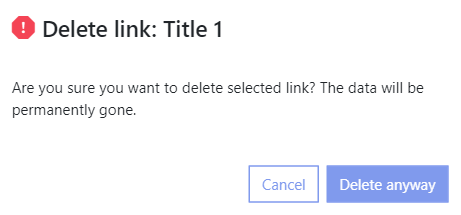 Delete link: Title 1
Are you sure you want to delete selected link? The data will be
permanently gone.
Cancel
Delete anyway